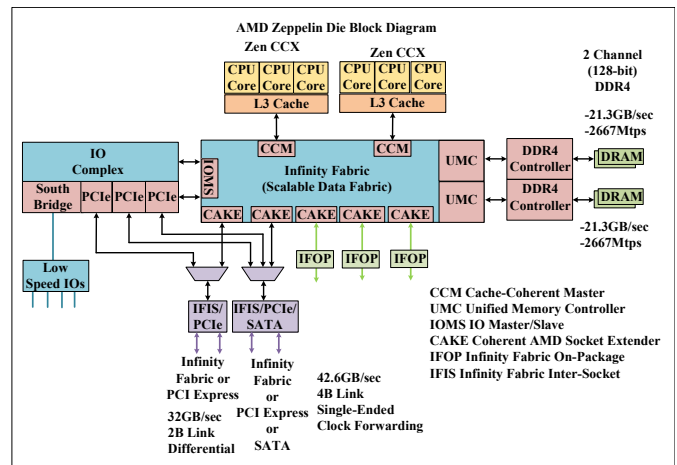 AMD Zeppelin Die Block Diagram
Zen CCX
Zen CCX
CPU Core
CPU Core
CPU Core
L3 Cache
CPU Core
CPU Core
CPU Core
L3 Cache
2 Channel
(128-bit)
DDR4
-21.3GB/sec
-2667Mtps
IO
Complex
South
Bridge
PCIe
PCIe
PCIe
IOMS
CCM
CCM
Infinity Fabric
(Scalable Data Fabric)
CAKE
CAKE
CAKE
CAKE
CAKE
UMC
UMC
DDR4
Controller
DRAM
DDR4
Controller
DRAM
-21.3GB/sec
-2667Mtps
Low
Speed IOs
IFOP
IFOP
IFOP
IFIS/
PCIe
IFIS/PCIe/
SATA
CCM Cache-Coherent Master
UMC Unified Memory Controller
IOMS IO Master/Slave
CAKE Coherent AMD Socket Extender
IFOP Infinity Fabric On-Package
IFIS Infinity Fabric Inter-Socket
Infinity
Fabric or
PCI Express
32GB/sec
2B Link
Differential
Infinity
Fabric
or
PCI Express
or
SATA
42.6GB/sec
4B Link
Single-Ended
Clock Forwarding